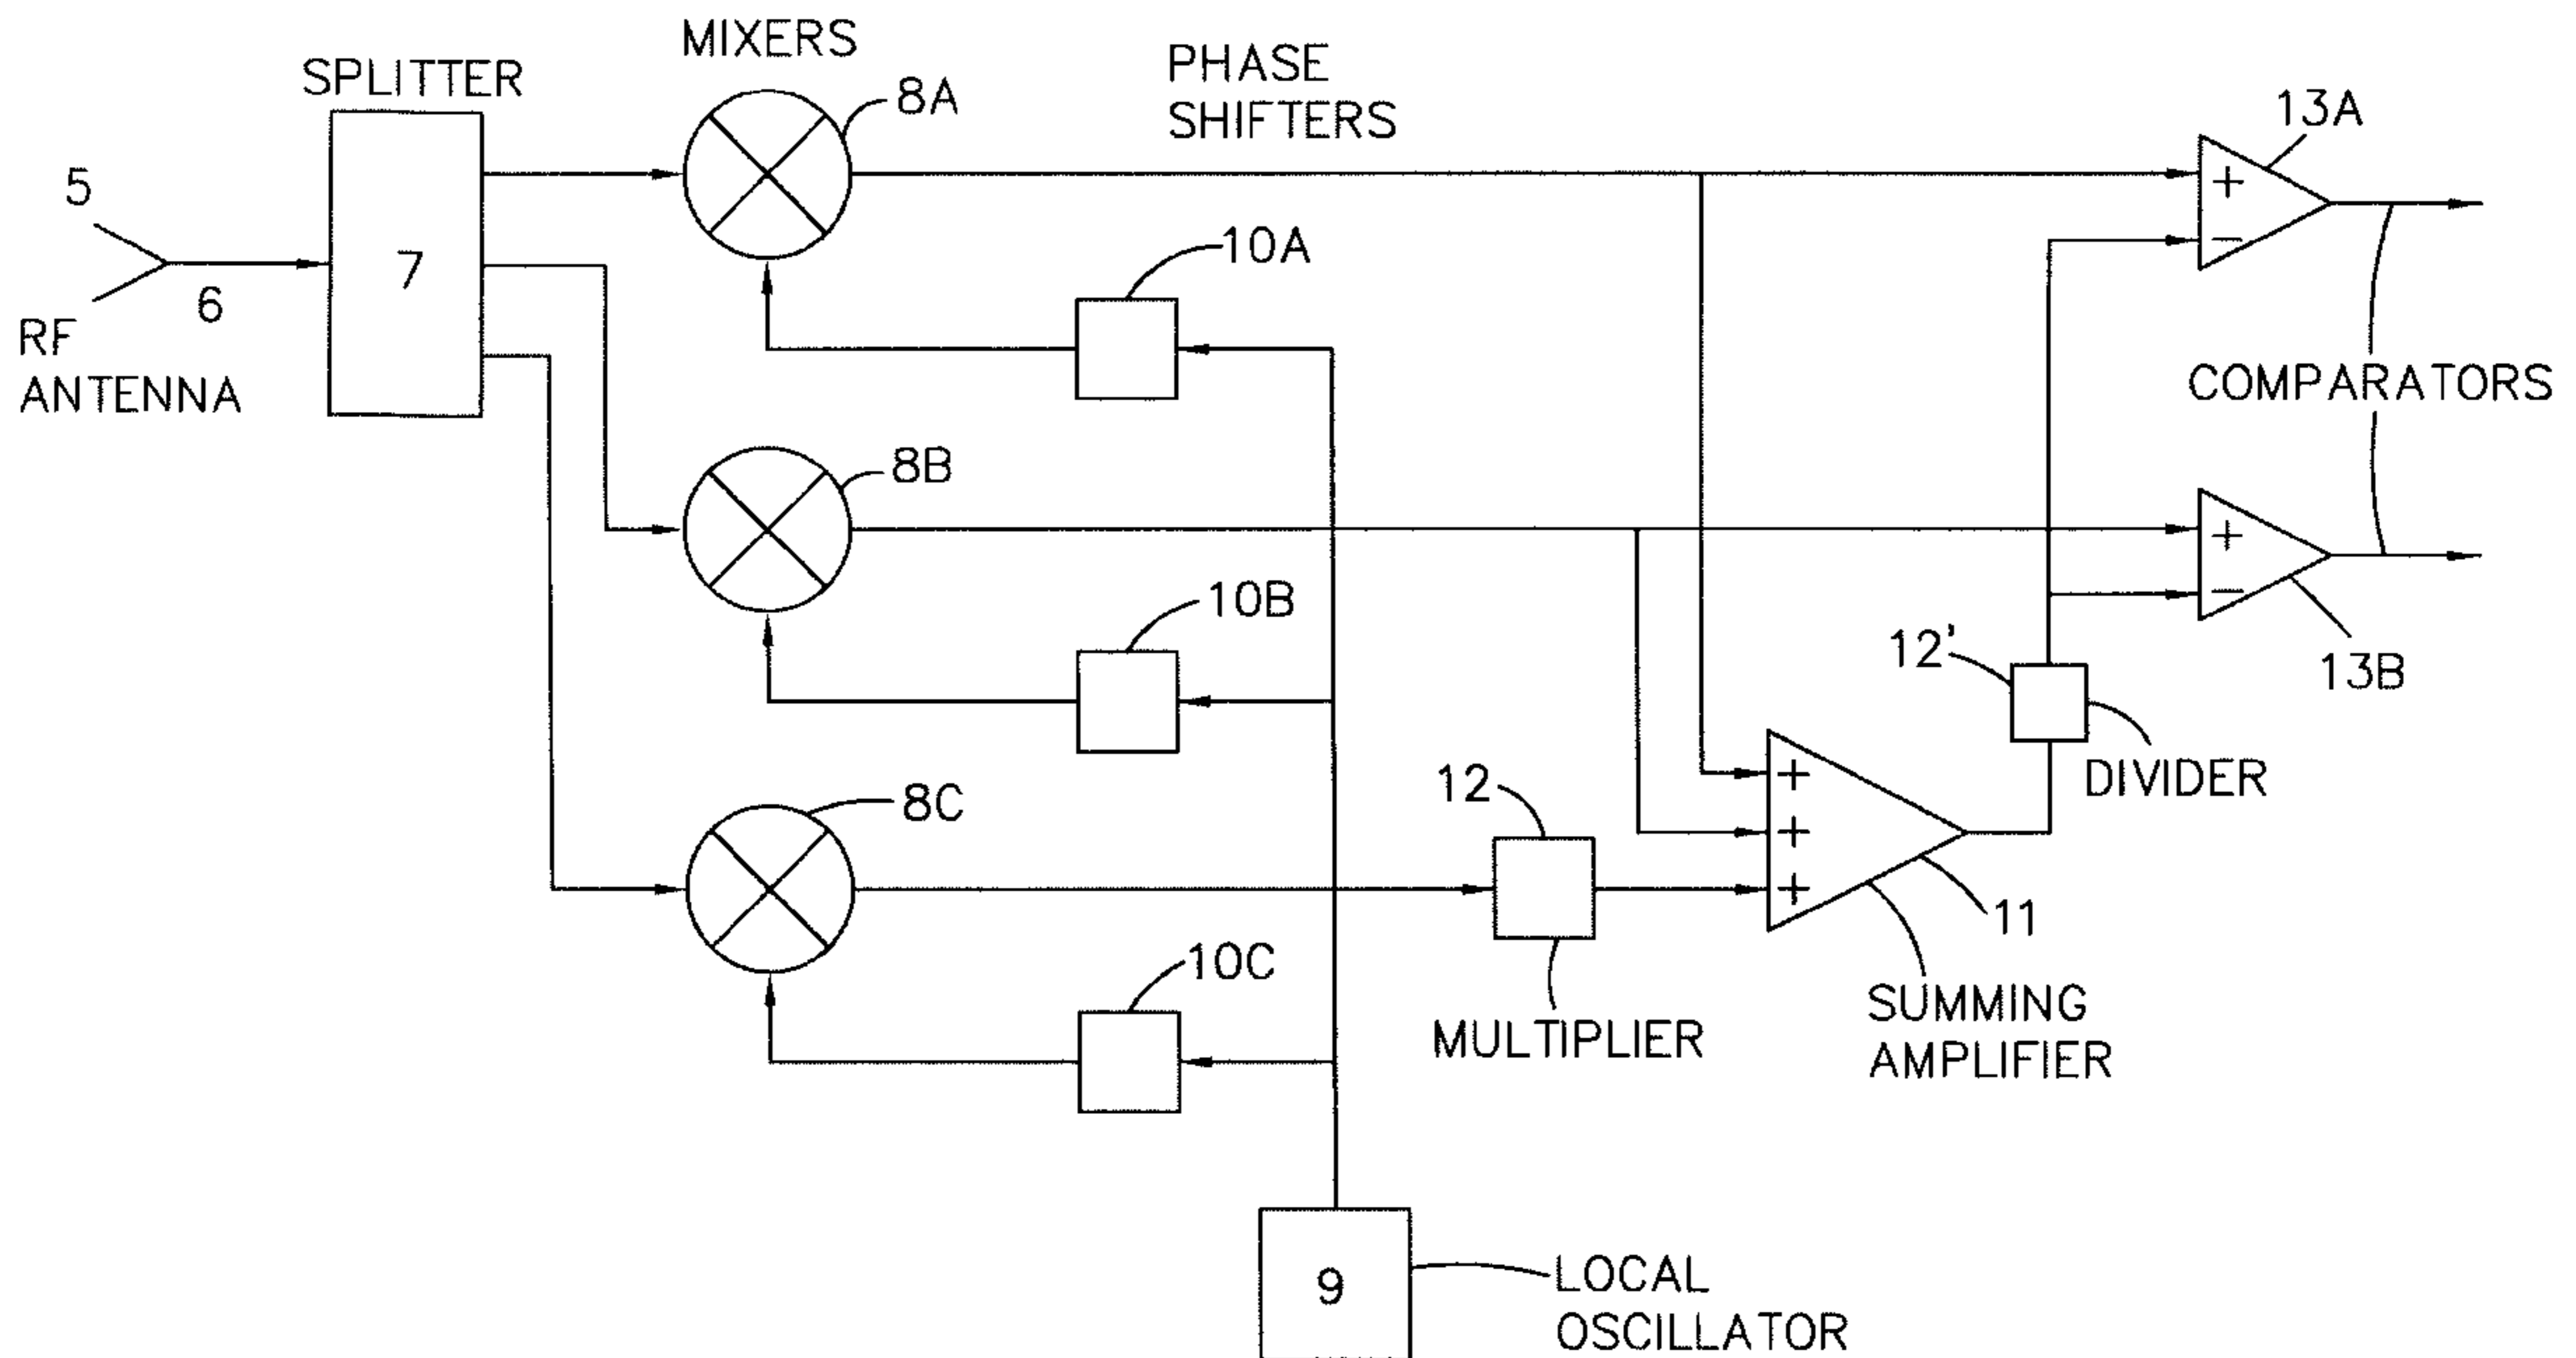 MIXERS
SPLITTER
8A
PHASE
SHIFTERS
13A
5
7
10A
6
RF
ANTENNA
COMPARATORS
8B
10B
12'
13B
DIVIDER
12
8C
+
-
+
-
+
+
+
11
10C
MULTIPLIER
SUMMING
AMPLIFIER
9
LOCAL
OSCILLATOR